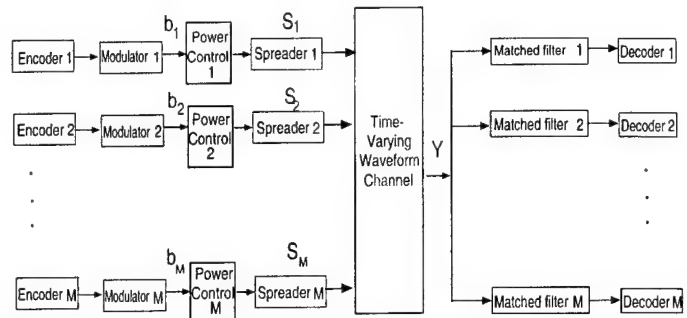 b1
S1
Encoder 1
Modulator 1
Power
Control
1
Spreader 1
Matched filter 1
Decoder 1
b2
S2
Encoder 2
Modulator 2
Power
Control
2
Spreader 2
Time-
Varying
Waveform
Channel
Y
Matched filter 2
Decoder 2
bM
SM
Encoder M
Modulator M
Power
Control
M
Spreader M
Matched filter M
Decoder M